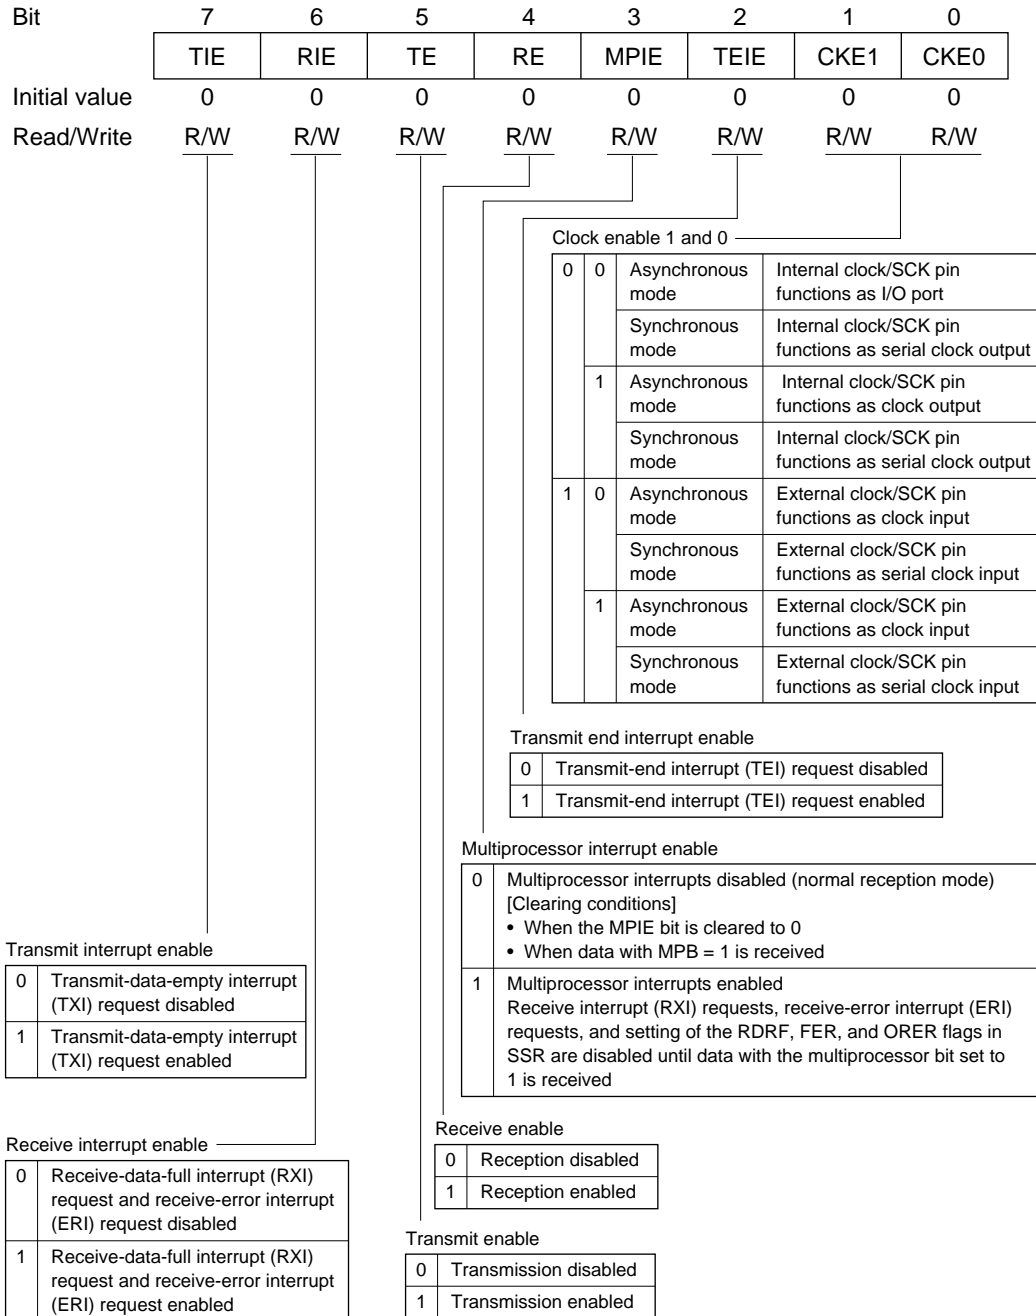 Bit 7 6 5 4 3 2 1 0
TIE RIE TE RE MPIE TEIE CKE1 CKE0
Initial value 0 0 0 0 0 0 0 0
Read/Write R/W R/W R/W R/W R/W R/W R/W R/W
Clock enable 1 and 0
0 0 Asynchronous mode Internal clock/SCK pin functions as I/O port
Synchronous mode Internal clock/SCK pin functions as serial clock output
1 Asynchronous mode Internal clock/SCK pin functions as clock output
Synchronous mode Internal clock/SCK pin functions as serial clock output
1 0 Asynchronous mode External clock/SCK pin functions as clock input
Synchronous mode External clock/SCK pin functions as serial clock input
1 Asynchronous mode External clock/SCK pin functions as clock input
Synchronous mode External clock/SCK pin functions as serial clock input
Transmit end interrupt enable
0 Transmit-end interrupt (TEI) request disabled
1 Transmit-end interrupt (TEI) request enabled
Multiprocessor interrupt enable
0 Multiprocessor interrupts disabled (normal reception mode)
[Clearing conditions]
• When the MPIE bit is cleared to 0
• When data with MPB = 1 is received
1 Multiprocessor interrupts enabled
Receive interrupt (RXI) requests, receive-error interrupt (ERI)
requests, and setting of the RDRF, FER, and ORER flags in
SSR are disabled until data with the multiprocessor bit set to
1 is received
Transmit interrupt enable
0 Transmit-data-empty interrupt
(TXI) request disabled
1 Transmit-data-empty interrupt
(TXI) request enabled
Receive enable
0 Reception disabled
1 Reception enabled
Receive interrupt enable
0 Receive-data-full interrupt (RXI)
request and receive-error interrupt
(ERI) request disabled
1 Receive-data-full interrupt (RXI)
request and receive-error interrupt
(ERI) request enabled
Transmit enable
0 Transmission disabled
1 Transmission enabled